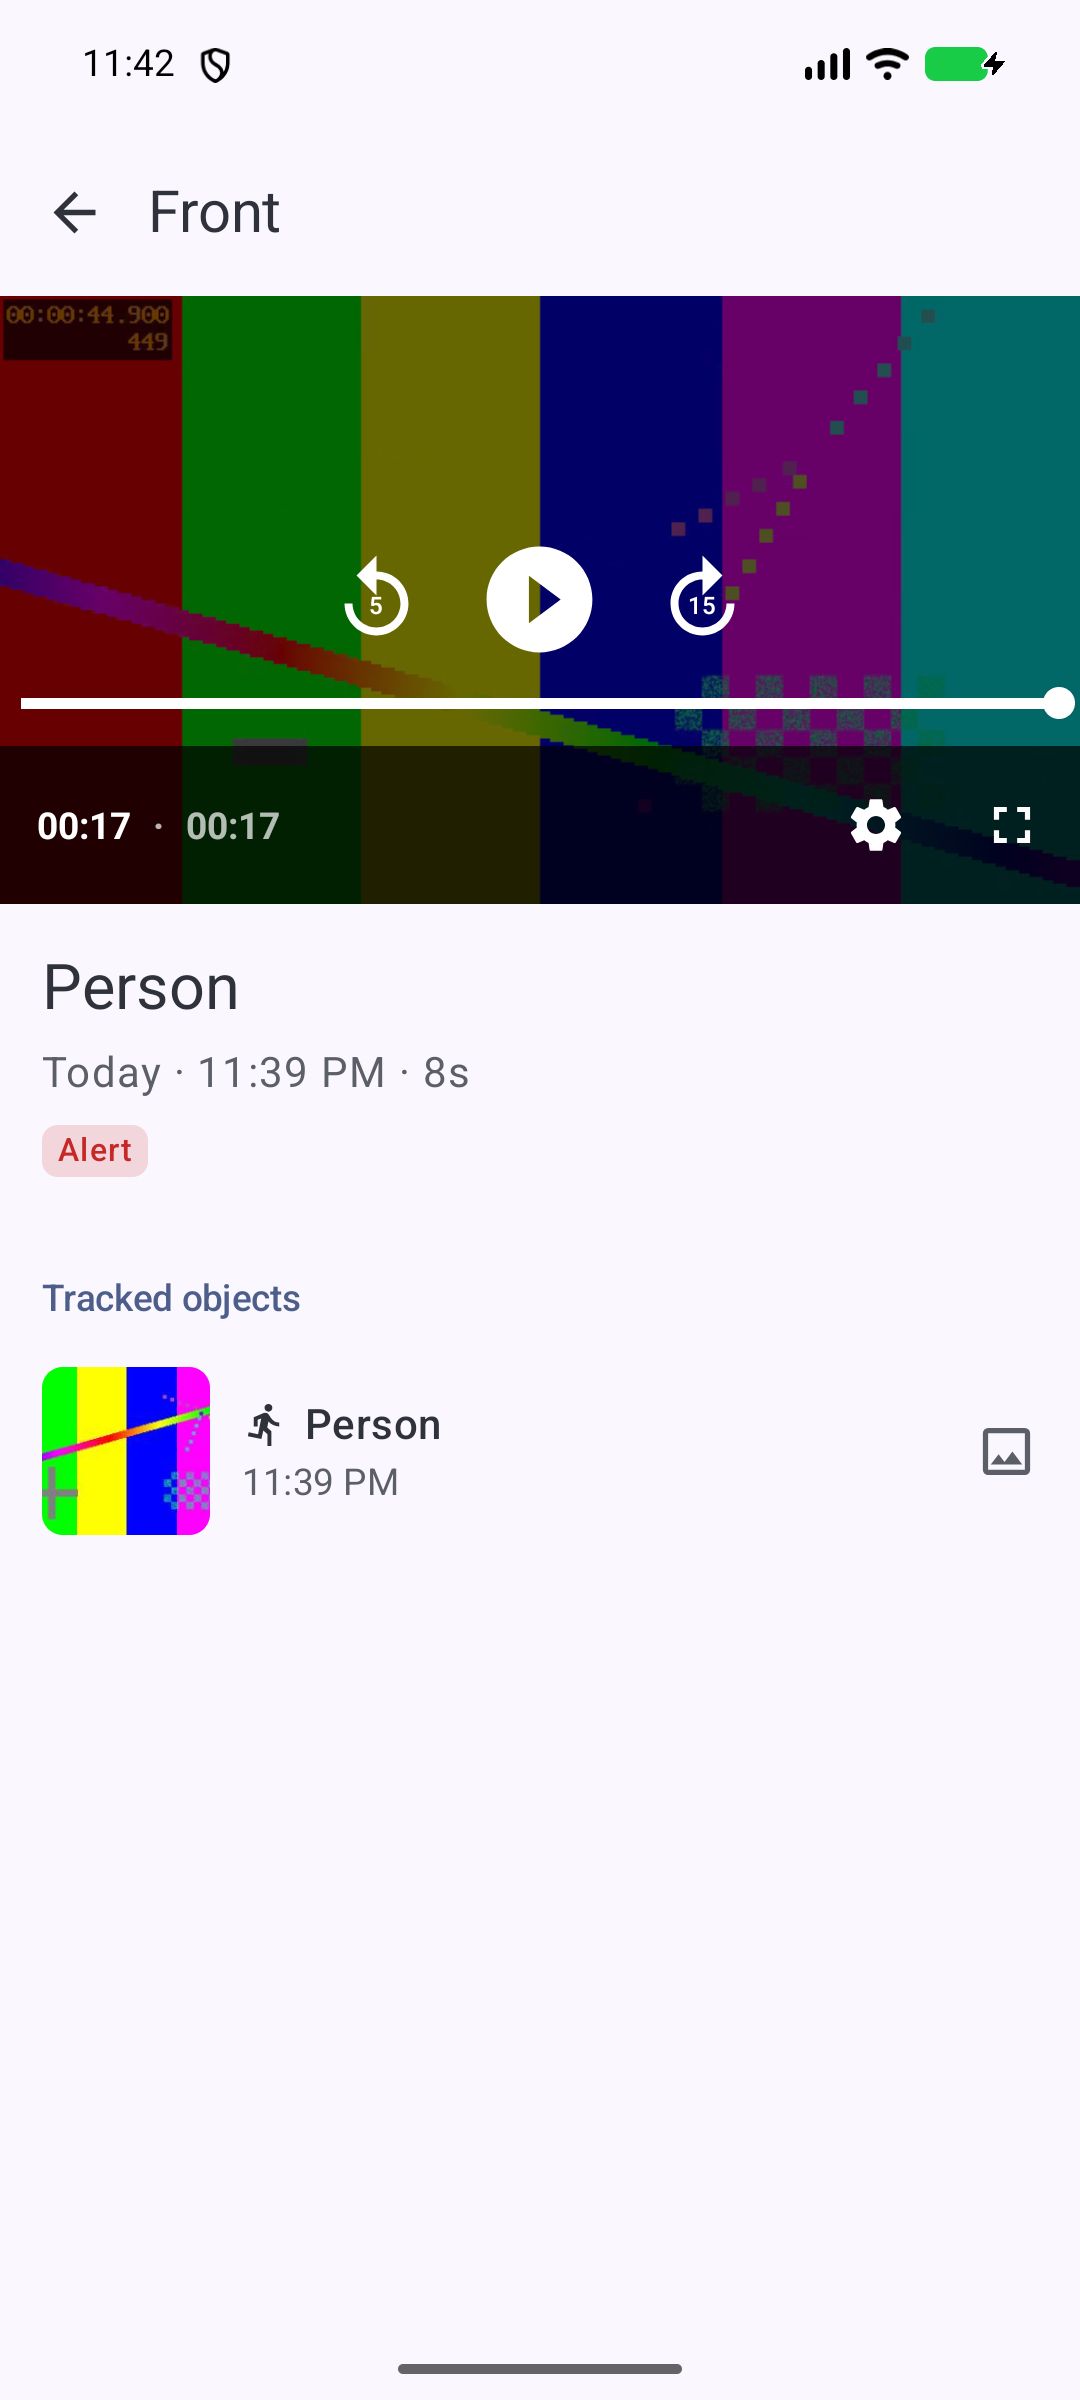 11:42
Front
00:00:44.900
449
5
15
00:17 · 00:17
Person
Today · 11:39 PM · 8s
Alert
Tracked objects
Person
11:39 PM